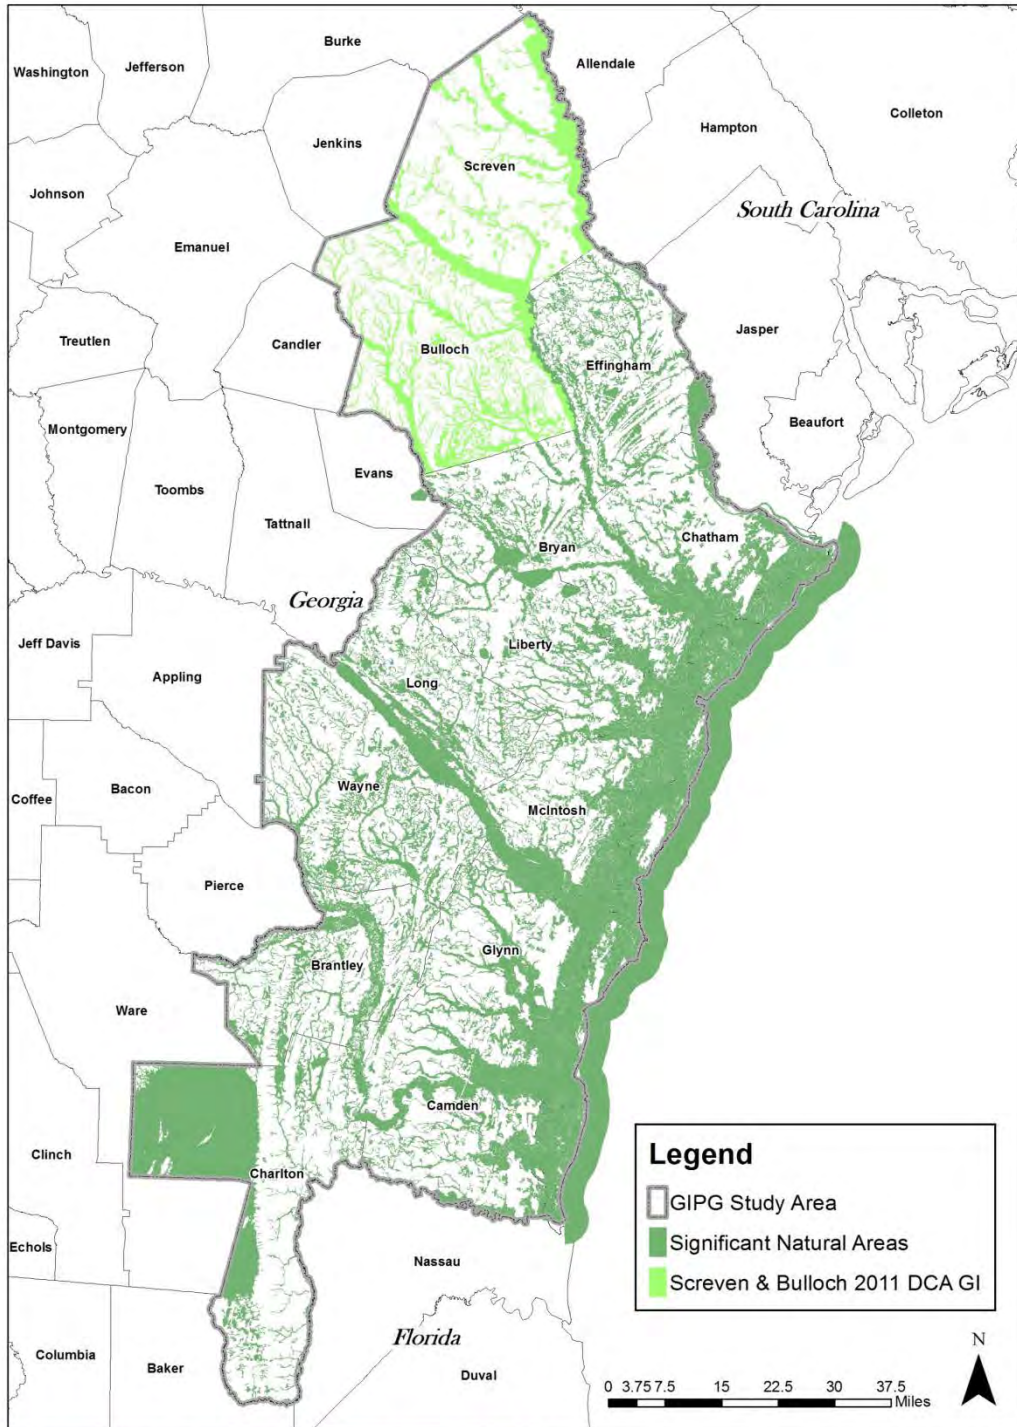 Burke
Washington
Jefferson
Allendale
Colleton
Hampton
Jenkins
Screven
Johnson
South Carolina
Emanuel
Treutlen
Candler
Bulloch
Jasper
Effingham
Beaufort
Montgomery
Evans
Toombs
Tattnall
Chatham
Bryan
Georgia
Jeff Davis
Liberty
Appling
Long
Bacon
Wayne
Coffee
McIntosh
Pierce
Glynn
Brantley
Ware
Camden
Clinch
Charlton
Legend
GIPG Study Area
Significant Natural Areas
Screven & Bulloch 2011 DCA GI
Echols
Nassau
Florida
Columbia
Baker
Duval
N
0 3.75 7.5 15 22.5 30 37.5
Miles